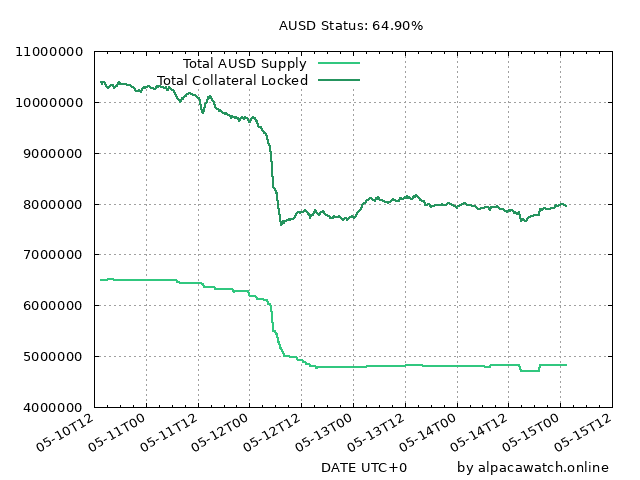 AUSD Status: 64.90%
11000000
10000000
9000000
8000000
7000000
6000000
5000000
4000000
Total AUSD Supply
Total Collateral Locked
05-10T12
05-11T00
05-11T12
05-12T00
05-12T12
05-13T00
05-13T12
05-14T00
05-14T12
05-15T00
05-15T12
DATE UTC+0
by alpacawatch.online